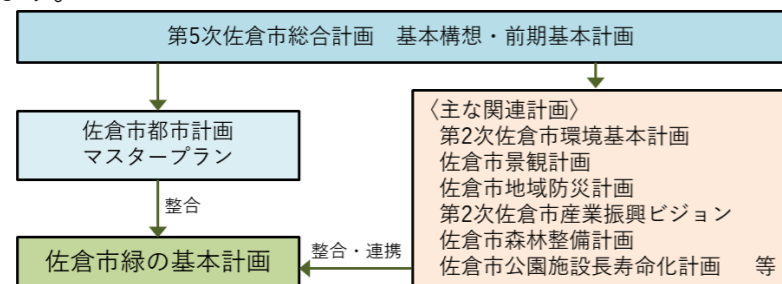 第5次佐倉市総合計画　基本構想・前期基本計画
佐倉市都市計画
マスタープラン
整合
佐倉市緑の基本計画
整合・連携
〈主な関連計画〉
第2次佐倉市環境基本計画
佐倉市景観計画
佐倉市地域防災計画
第2次佐倉市産業振興ビジョン
佐倉市森林整備計画
佐倉市公園施設長寿命化計画　等